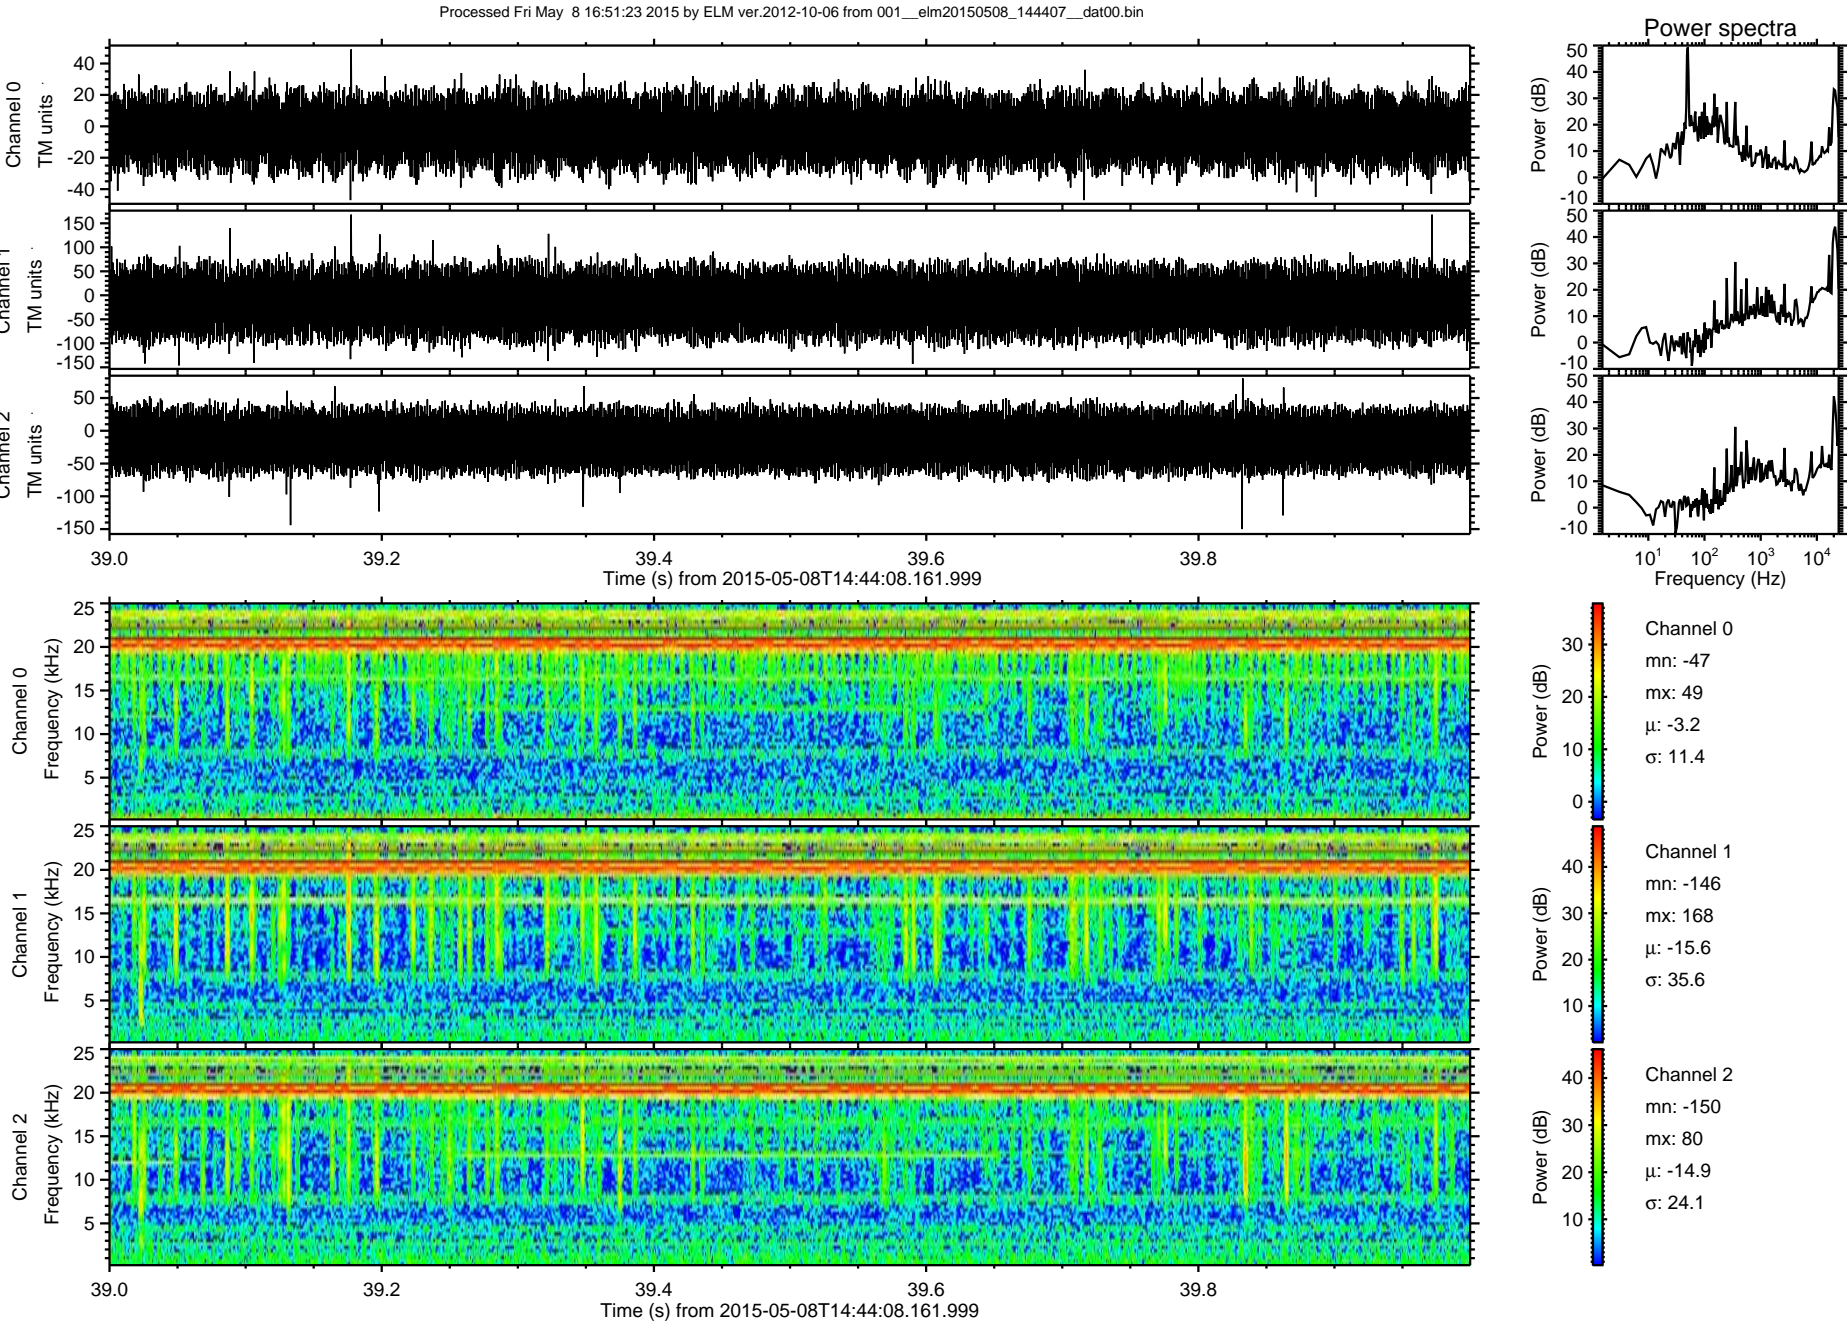 Processed Fri May  8 16:51:23 2015 by ELM ver.2012-10-06 from 001__elm20150508_144407__dat00.bin
Power spectra
Channel 0
TM units
40
20
0
-20
-40
Power (dB)
50
40
30
20
10
0
-10
Channel 1
TM units
150
100
50
0
-50
-100
-150
Power (dB)
50
40
30
20
10
0
-10
Channel 2
TM units
50
0
-50
-100
-150
Power (dB)
50
40
30
20
10
0
-10
39.0 39.2 39.4 39.6 39.8
Time (s) from 2015-05-08T14:44:08.161.999
10¹ 10² 10³ 10⁴
Frequency (Hz)
Channel 0
Frequency (kHz)
25
20
15
10
5
Power (dB)
30
20
10
0
Channel 0
mn: -47
mx: 49
μ: -3.2
σ: 11.4
Channel 1
Frequency (kHz)
25
20
15
10
5
Power (dB)
40
30
20
10
Channel 1
mn: -146
mx: 168
μ: -15.6
σ: 35.6
Channel 2
Frequency (kHz)
25
20
15
10
5
Power (dB)
40
30
20
10
Channel 2
mn: -150
mx: 80
μ: -14.9
σ: 24.1
39.0 39.2 39.4 39.6 39.8
Time (s) from 2015-05-08T14:44:08.161.999